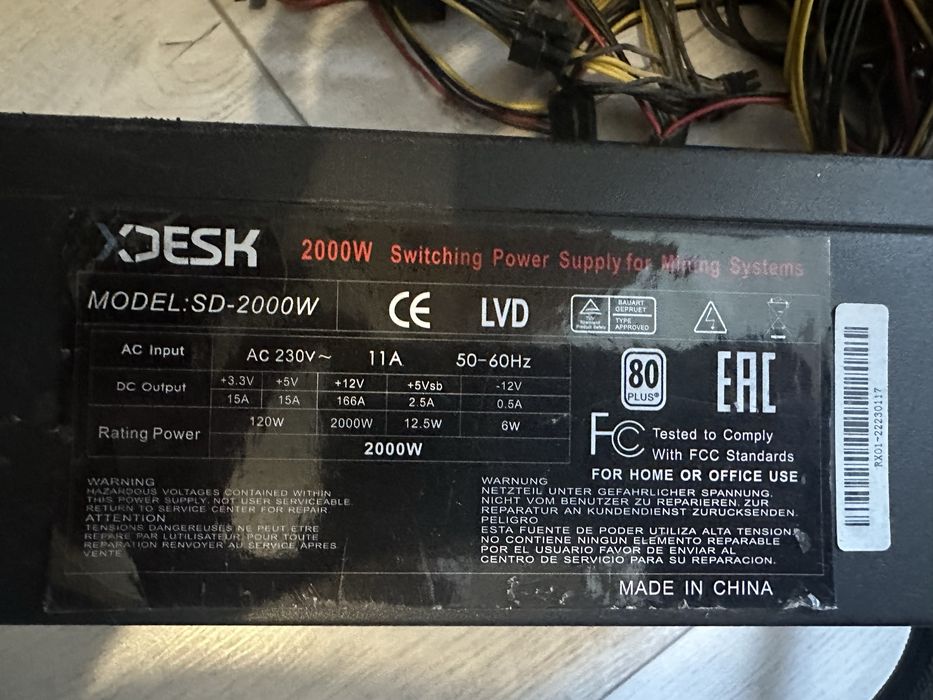 XDESK
2000W Switching Power Supply for Mining Systems
MODEL:SD-2000W
CE LVD
BAUART GEPRUEFT
TYPE APPROVED
AC Input AC 230V~ 11A 50-60Hz
DC Output +3.3V +5V +12V +5Vsb -12V
15A 15A 166A 2.5A 0.5A
Rating Power 120W 2000W 12.5W 6W
2000W
80 PLUS®
EAC
FC Tested to Comply
With FCC Standards
FOR HOME OR OFFICE USE
WARNING
HAZARDOUS VOLTAGES CONTAINED WITHIN
THIS POWER SUPPLY. NOT USER SERVICEABLE.
RETURN TO SERVICE CENTER FOR REPAIR.
ATTENTION
TENSIONS DANGEREUSES NE PEUT ETRE
REPARE PAR LUTILISATEUR. POUR TOUTE
REPARATION RENVOYER AU SERVICE APRES
VENTE
WARNUNG
NETZTEIL UNTER GEFAHRLICHER SPANNUNG.
NICHT VOM BENUTZER ZU REPARIEREN. ZUR
REPARATUR AN KUNDENDIENST ZURUCKSENDEN.
PELIGRO
ESTA FUENTE DE PODER UTILIZA ALTA TENSION.
NO CONTIENE NINGUN ELEMENTO REPARABLE
POR EL USUARIO FAVOR DE ENVIAR AL
CENTRO DE SERVICIO PARA SU REPARACION.
MADE IN CHINA
RX01-22230117